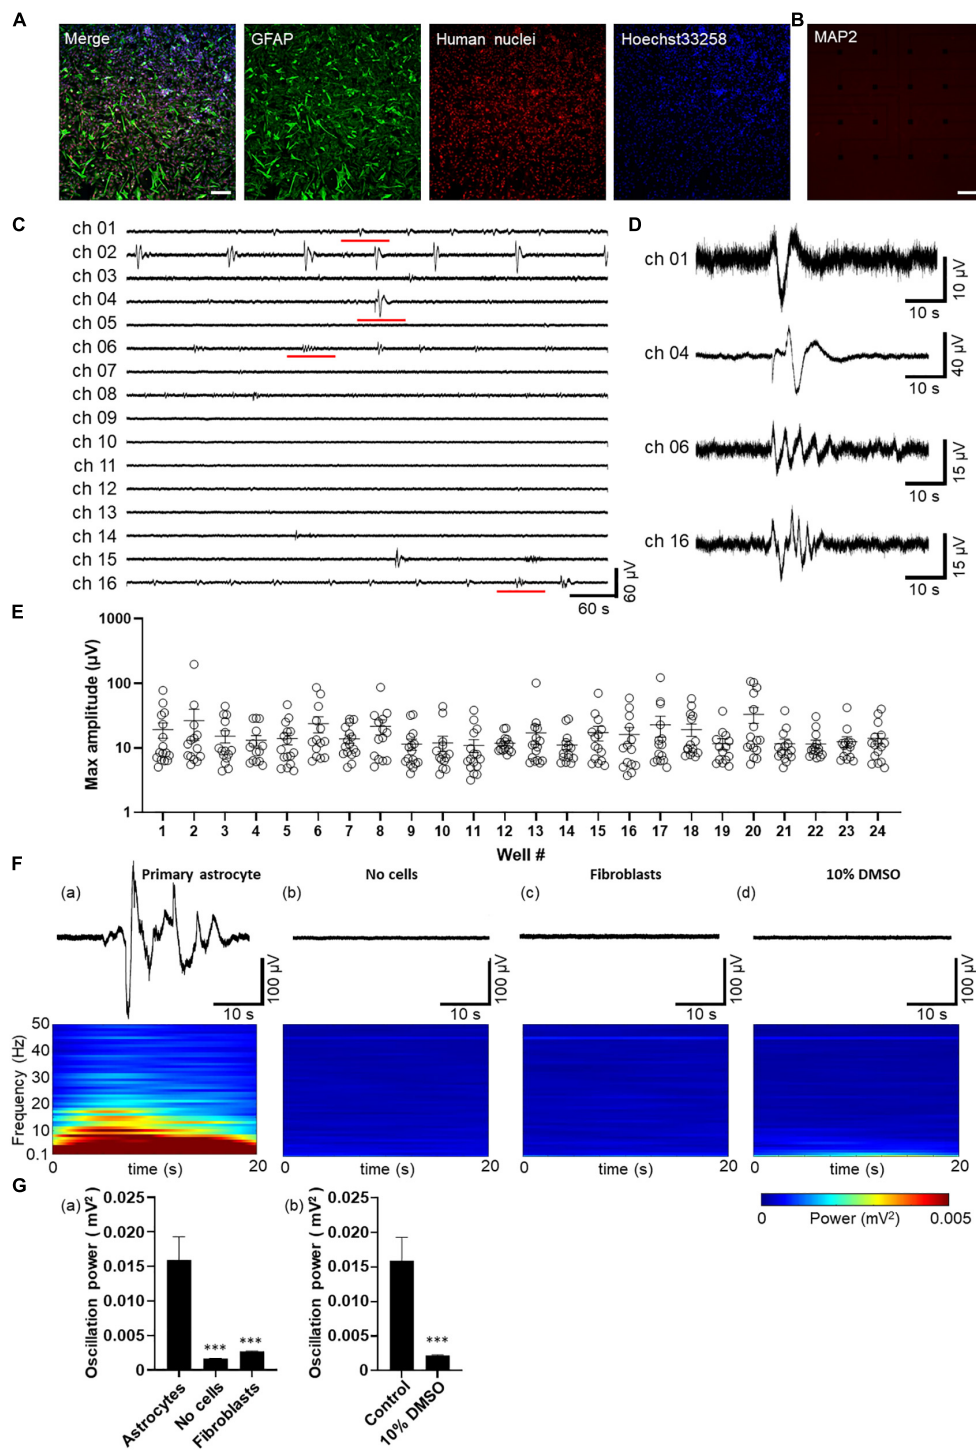 A
Merge
GFAP
Human nuclei
Hoechst33258
B
MAP2
C
ch 01
ch 02
ch 03
ch 04
ch 05
ch 06
ch 07
ch 08
ch 09
ch 10
ch 11
ch 12
ch 13
ch 14
ch 15
ch 16
60 µV
60 s
D
ch 01
10 µV
10 s
ch 04
40 µV
10 s
ch 06
15 µV
10 s
ch 16
15 µV
10 s
E
Max amplitude (µV)
1000
100
10
1
1 2 3 4 5 6 7 8 9 10 11 12 13 14 15 16 17 18 19 20 21 22 23 24
Well #
F
(a) Primary astrocyte
100 µV
10 s
(b) No cells
100 µV
10 s
(c) Fibroblasts
100 µV
10 s
(d) 10% DMSO
100 µV
10 s
Frequency (Hz)
50
40
30
20
10
0.1
0 time (s) 20
0 time (s) 20
0 time (s) 20
0 time (s) 20
0 Power (mV²) 0.005
G
(a)
Oscillation power ( mV²)
0.025
0.020
0.015
0.010
0.005
0
***
***
Astrocytes
No cells
Fibroblasts
(b)
Oscillation power ( mV²)
0.025
0.020
0.015
0.010
0.005
0
***
Control
10% DMSO